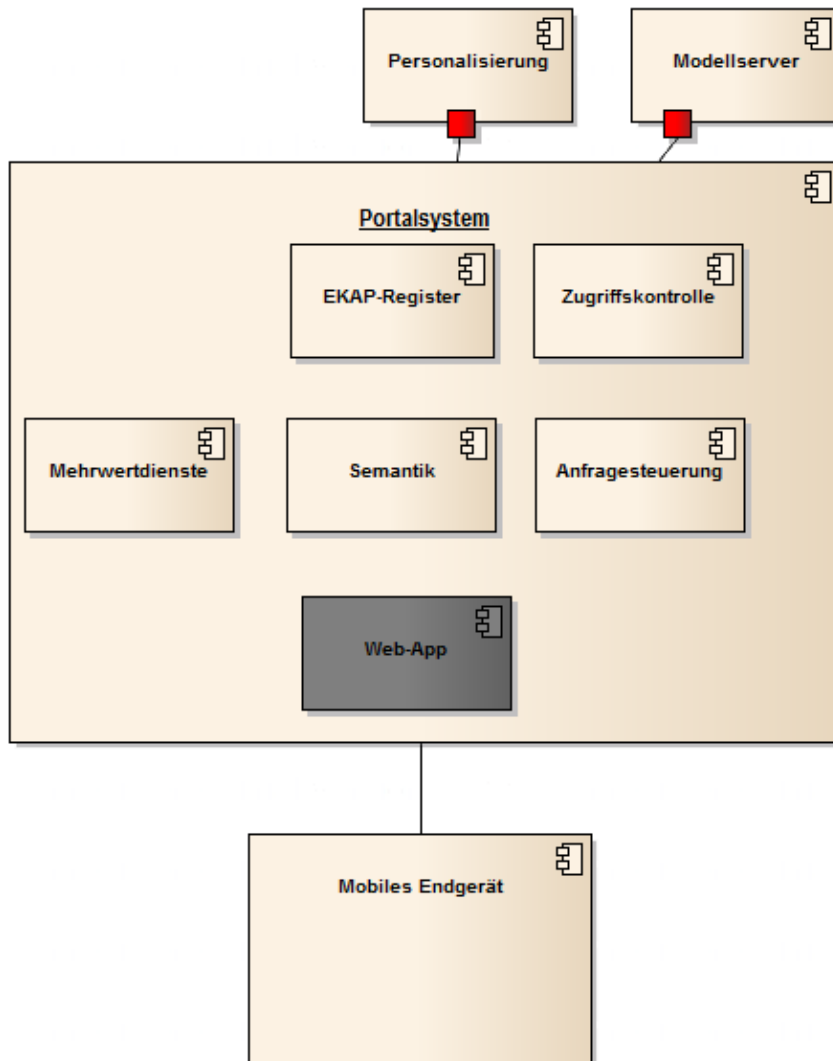 Personalisierung
Modellserver
Portalsystem
EKAP-Register
Zugriffskontrolle
Mehrwertdienste
Semantik
Anfragesteuerung
Web-App
Mobiles Endgerät